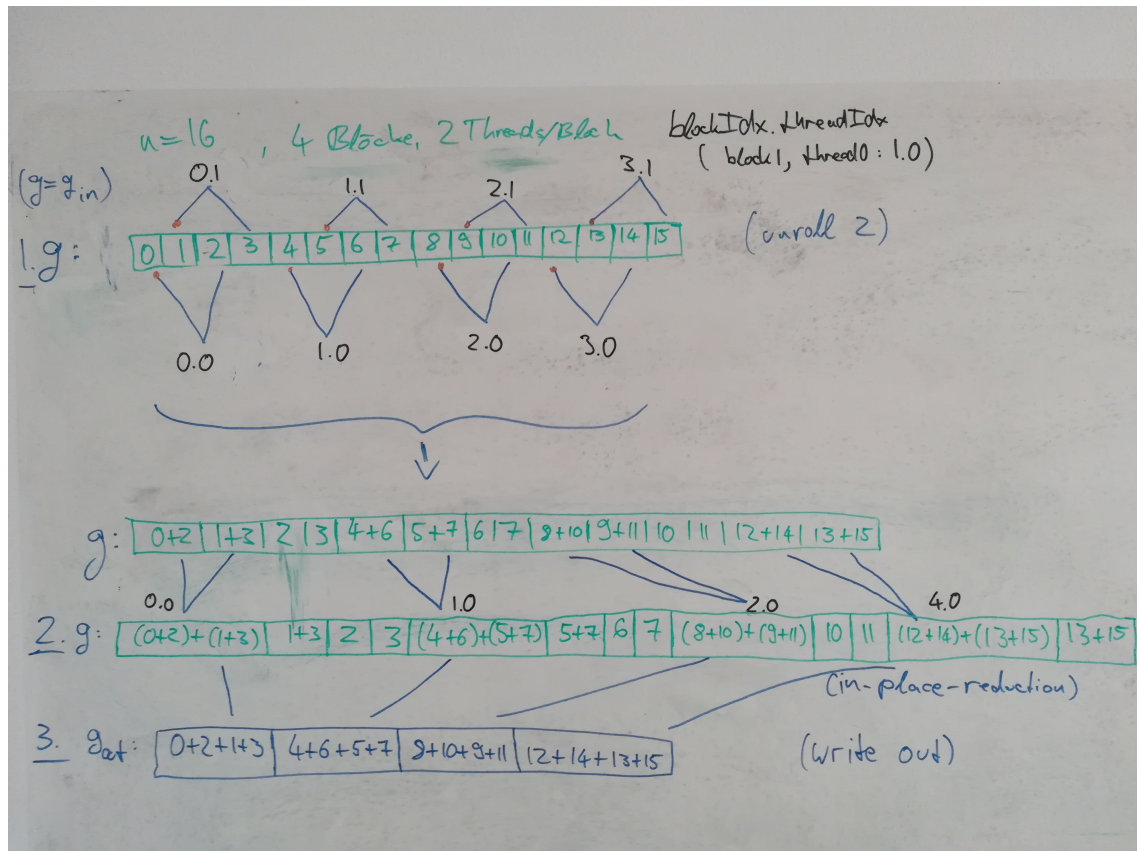 n=16 , 4 Blöcke, 2 Threads/Block
blockIdx.threadIdx
( block1, thread0 : 1.0)
(g=g_in)
0.1 1.1 2.1 3.1
1. g: 0 1 2 3 4 5 6 7 8 9 10 11 12 13 14 15 (unroll 2)
0.0 1.0 2.0 3.0
g: 0+2 | 1+3 | 2 | 3 | 4+6 | 5+7 | 6 | 7 | 8+10 | 9+11 | 10 | 11 | 12+14 | 13+15
0.0 1.0 2.0 4.0
2. g: (0+2)+(1+3) | 1+3 | 2 | 3 | (4+6)+(5+7) | 5+7 | 6 | 7 | (8+10)+(9+11) | 10 | 11 | (12+14)+(13+15) | 13+15
(in-place-reduction)
3. g_out: 0+2+1+3 | 4+6+5+7 | 8+10+9+11 | 12+14+13+15 (write out)